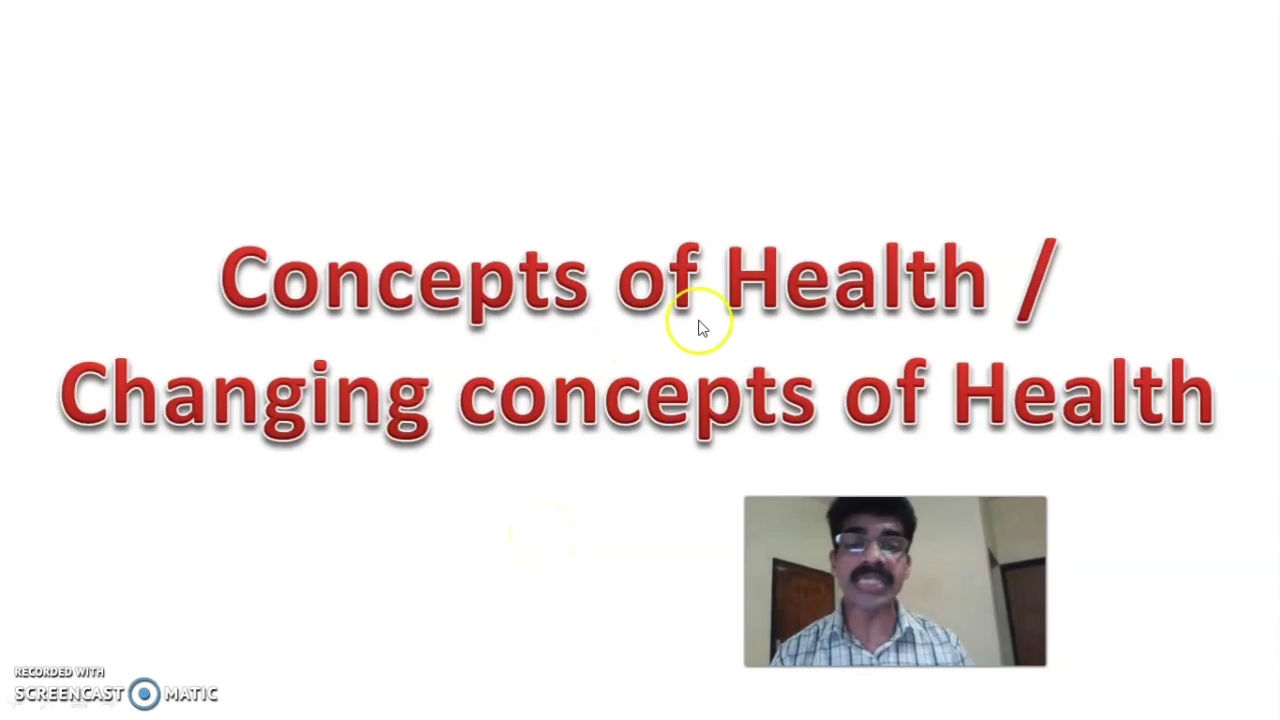 Concepts of Health /
Changing concepts of Health
RECORDED WITH
SCREENCAST MATIC